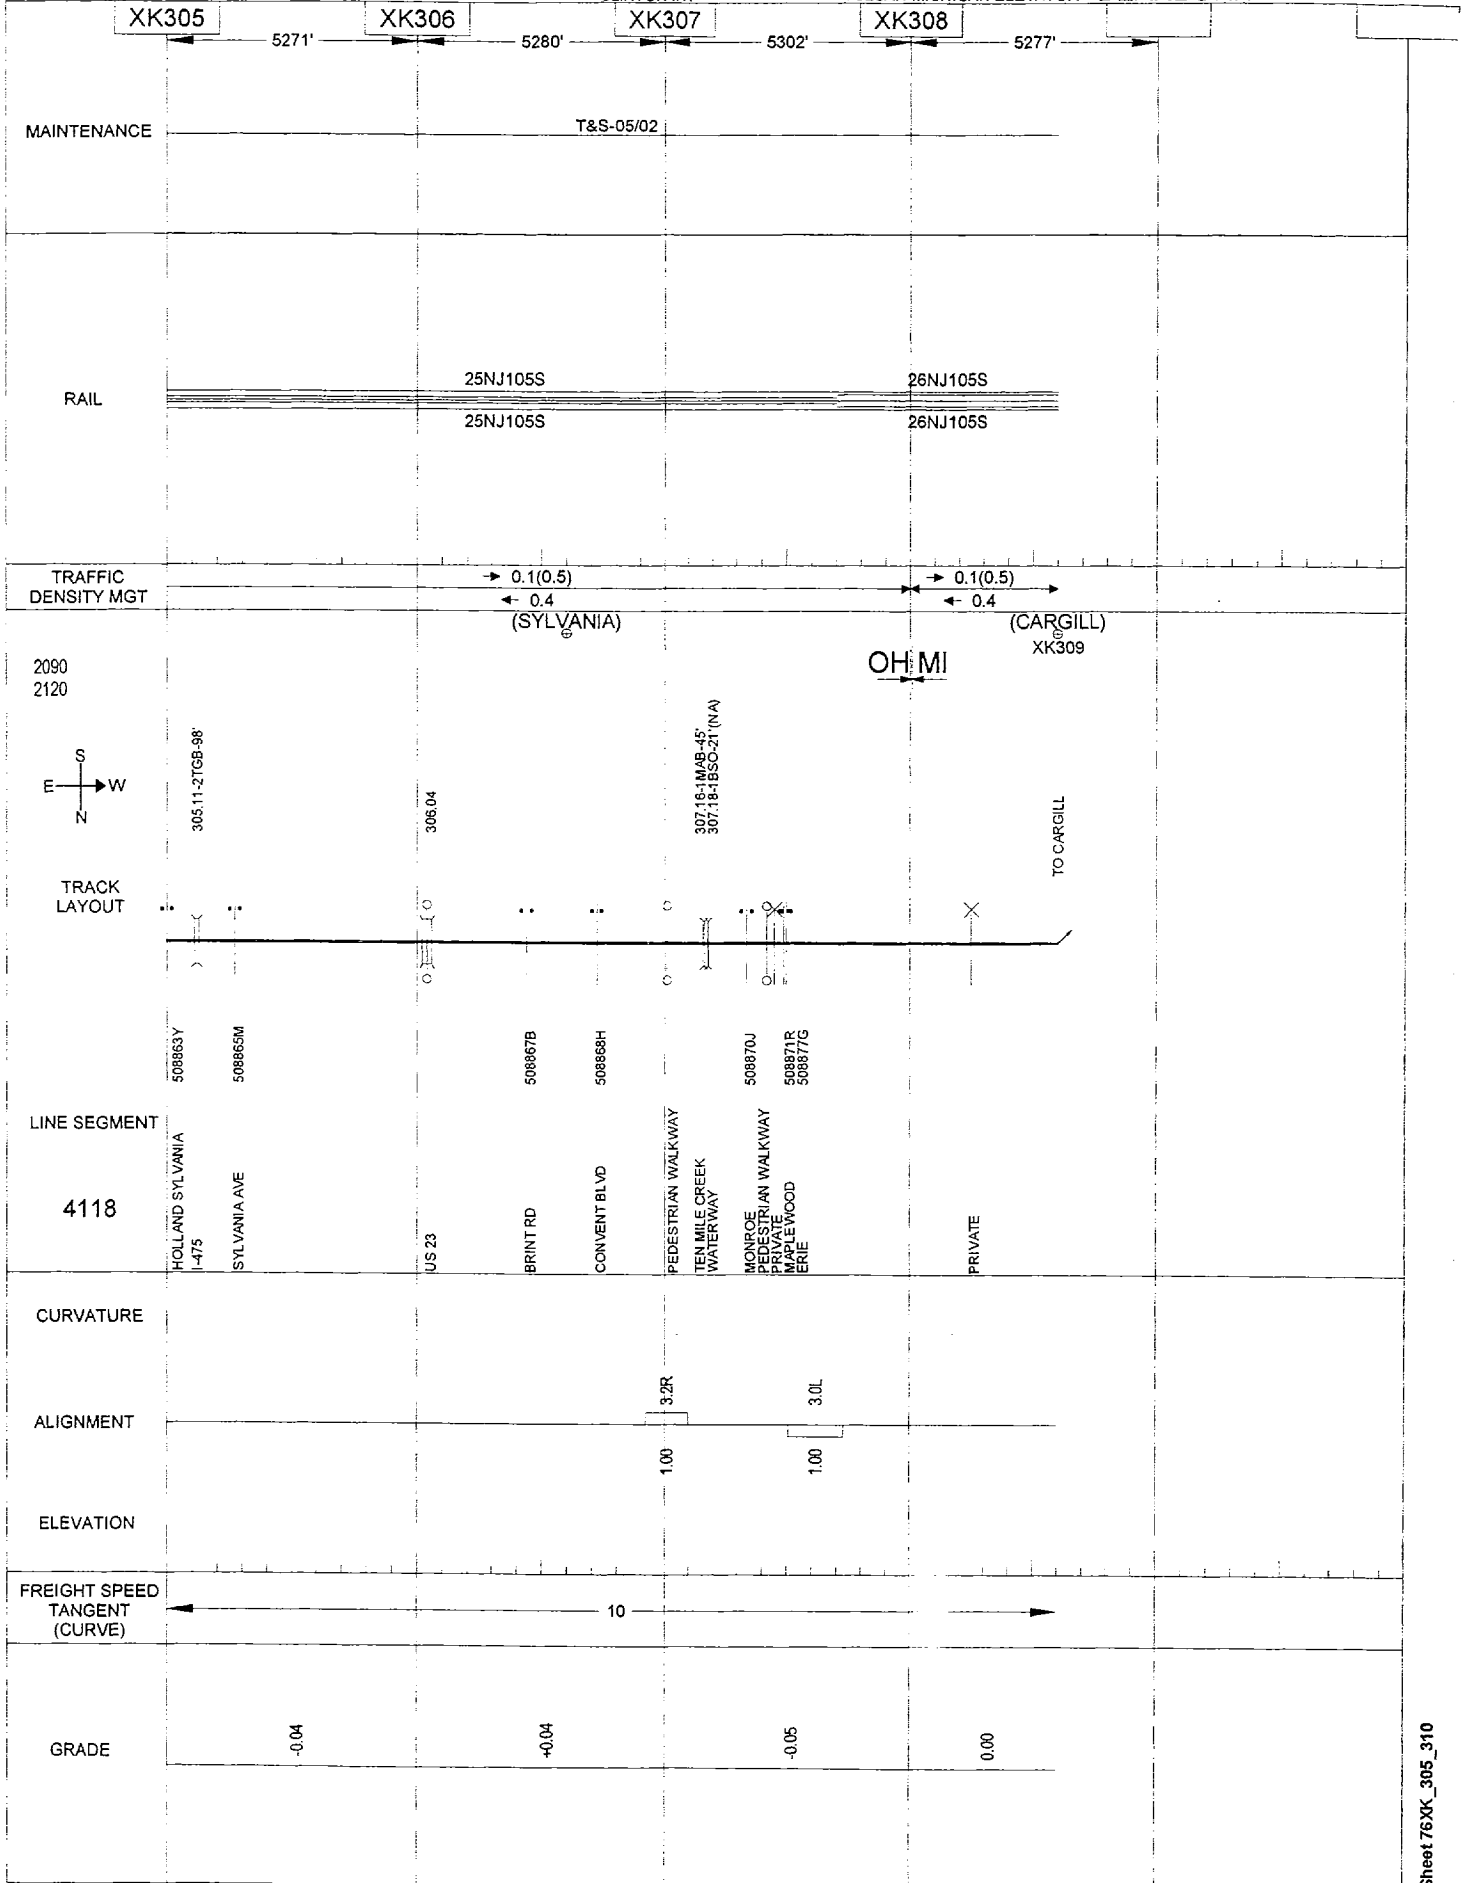 XK305 XK306 XK307 XK308
5271' 5280' 5302' 5277'
MAINTENANCE
T&S-05/02
RAIL
25NJ105S 26NJ105S
25NJ105S 26NJ105S
TRAFFIC
DENSITY MGT
→ 0.1(0.5) → 0.1(0.5)
← 0.4 ← 0.4
(SYLVANIA) (CARGILL)
XK309
OH MI
2090
2120
S
E W
N
305.11-2TGB-98'
306.04
307.16-1MAB-45'
307.18-1BSO-21'(NA)
TO CARGILL
TRACK
LAYOUT
508863Y
508865M
508867B
508868H
508870J
508871R
508877G
LINE SEGMENT
4118
HOLLAND SYLVANIA
I-475
SYLVANIA AVE
US 23
BRINT RD
CONVENT BLVD
PEDESTRIAN WALKWAY
TEN MILE CREEK
WATERWAY
MONROE
PEDESTRIAN WALKWAY
PRIVATE
MAPLEWOOD
ERIE
PRIVATE
CURVATURE
3.2R 3.0L
ALIGNMENT
1.00 1.00
ELEVATION
FREIGHT SPEED
TANGENT
(CURVE)
10
GRADE
-0.04 +0.04 -0.05 0.00
Sheet 76XK_305_310